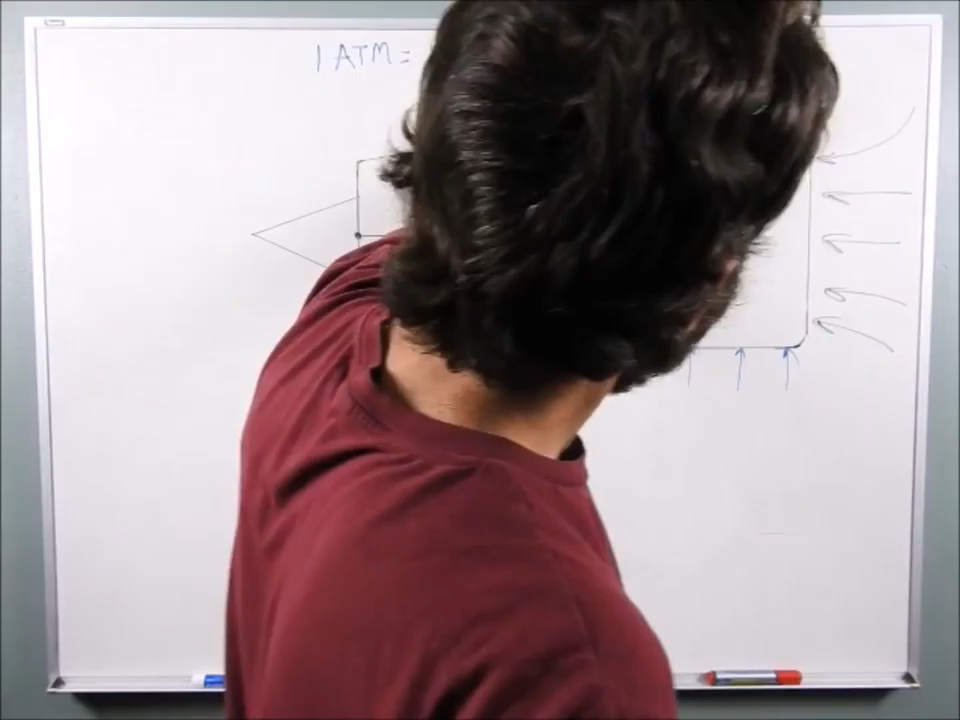 1 ATM =